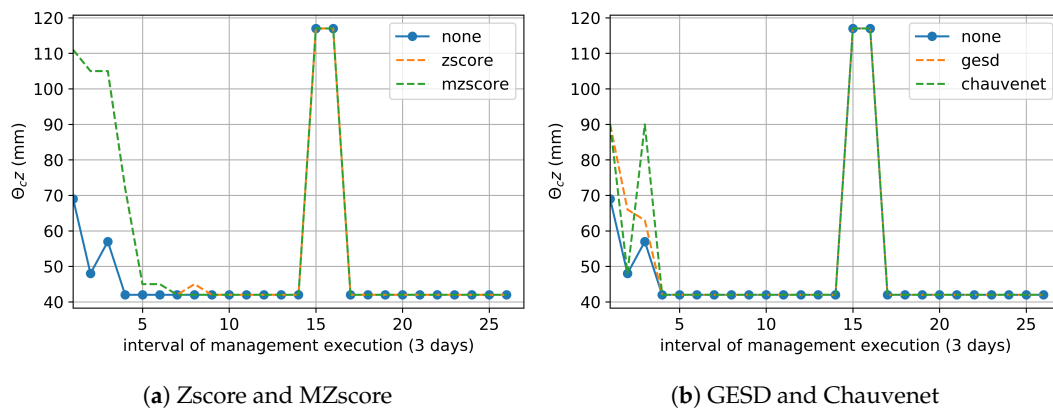 120
110
100
90
80
70
60
50
40
Θcz (mm)
none
zscore
mzscore
5 10 15 20 25
interval of management execution (3 days)
(a) Zscore and MZscore
120
110
100
90
80
70
60
50
40
Θcz (mm)
none
gesd
chauvenet
5 10 15 20 25
interval of management execution (3 days)
(b) GESD and Chauvenet